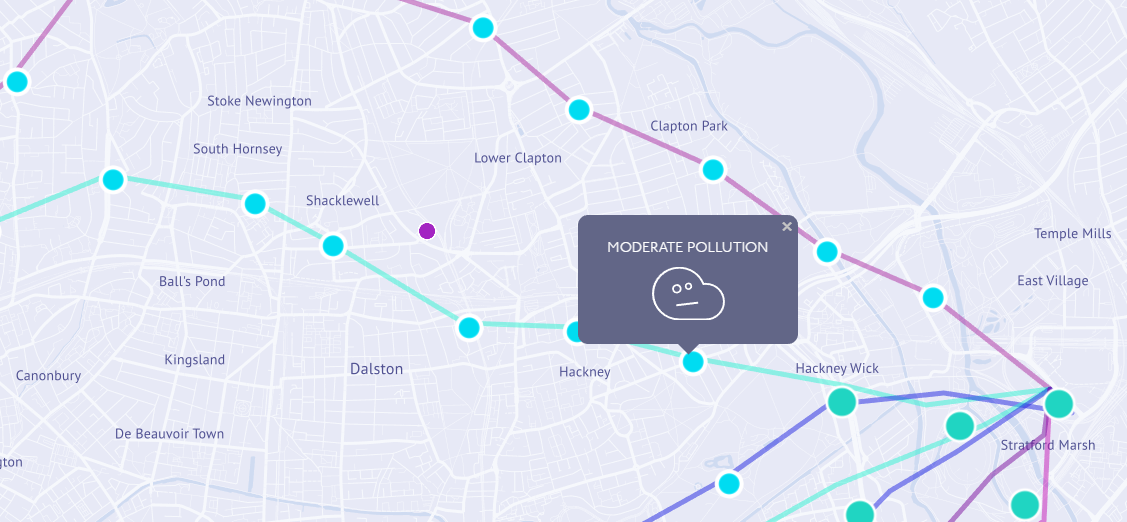 Stoke Newington
Clapton Park
South Hornsey
Lower Clapton
Shacklewell
Temple Mills
MODERATE POLLUTION
×
Ball's Pond
East Village
Kingsland
Dalston
Hackney
Hackney Wick
Canonbury
De Beauvoir Town
Stratford Marsh
gton